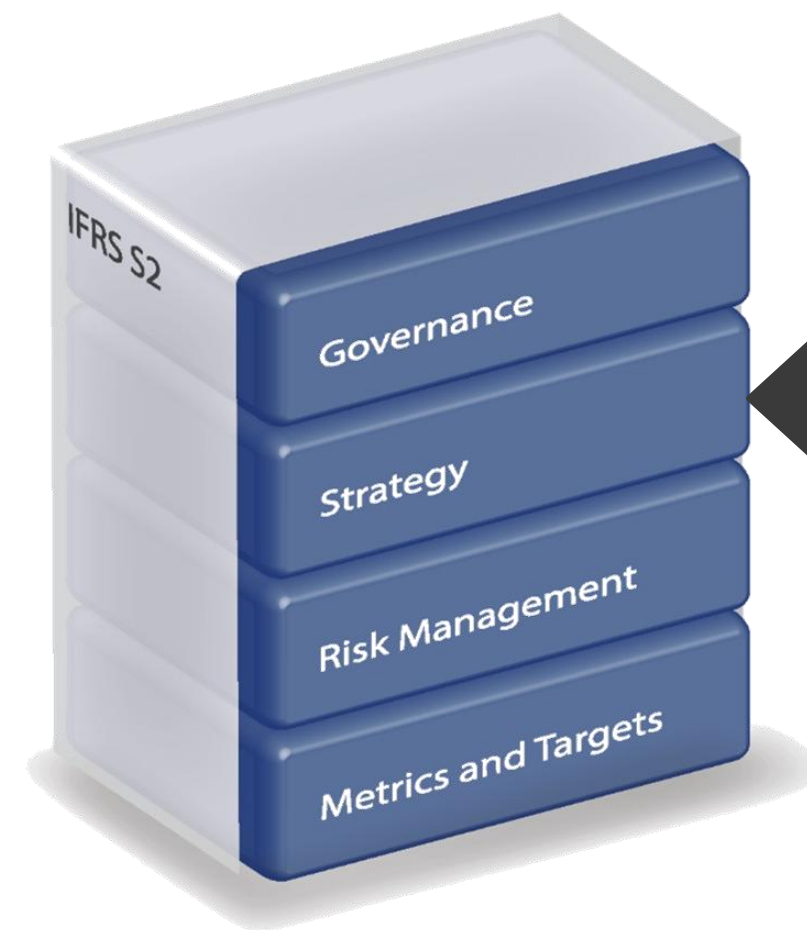 IFRS S2
Governance
Strategy
Risk Management
Metrics and Targets